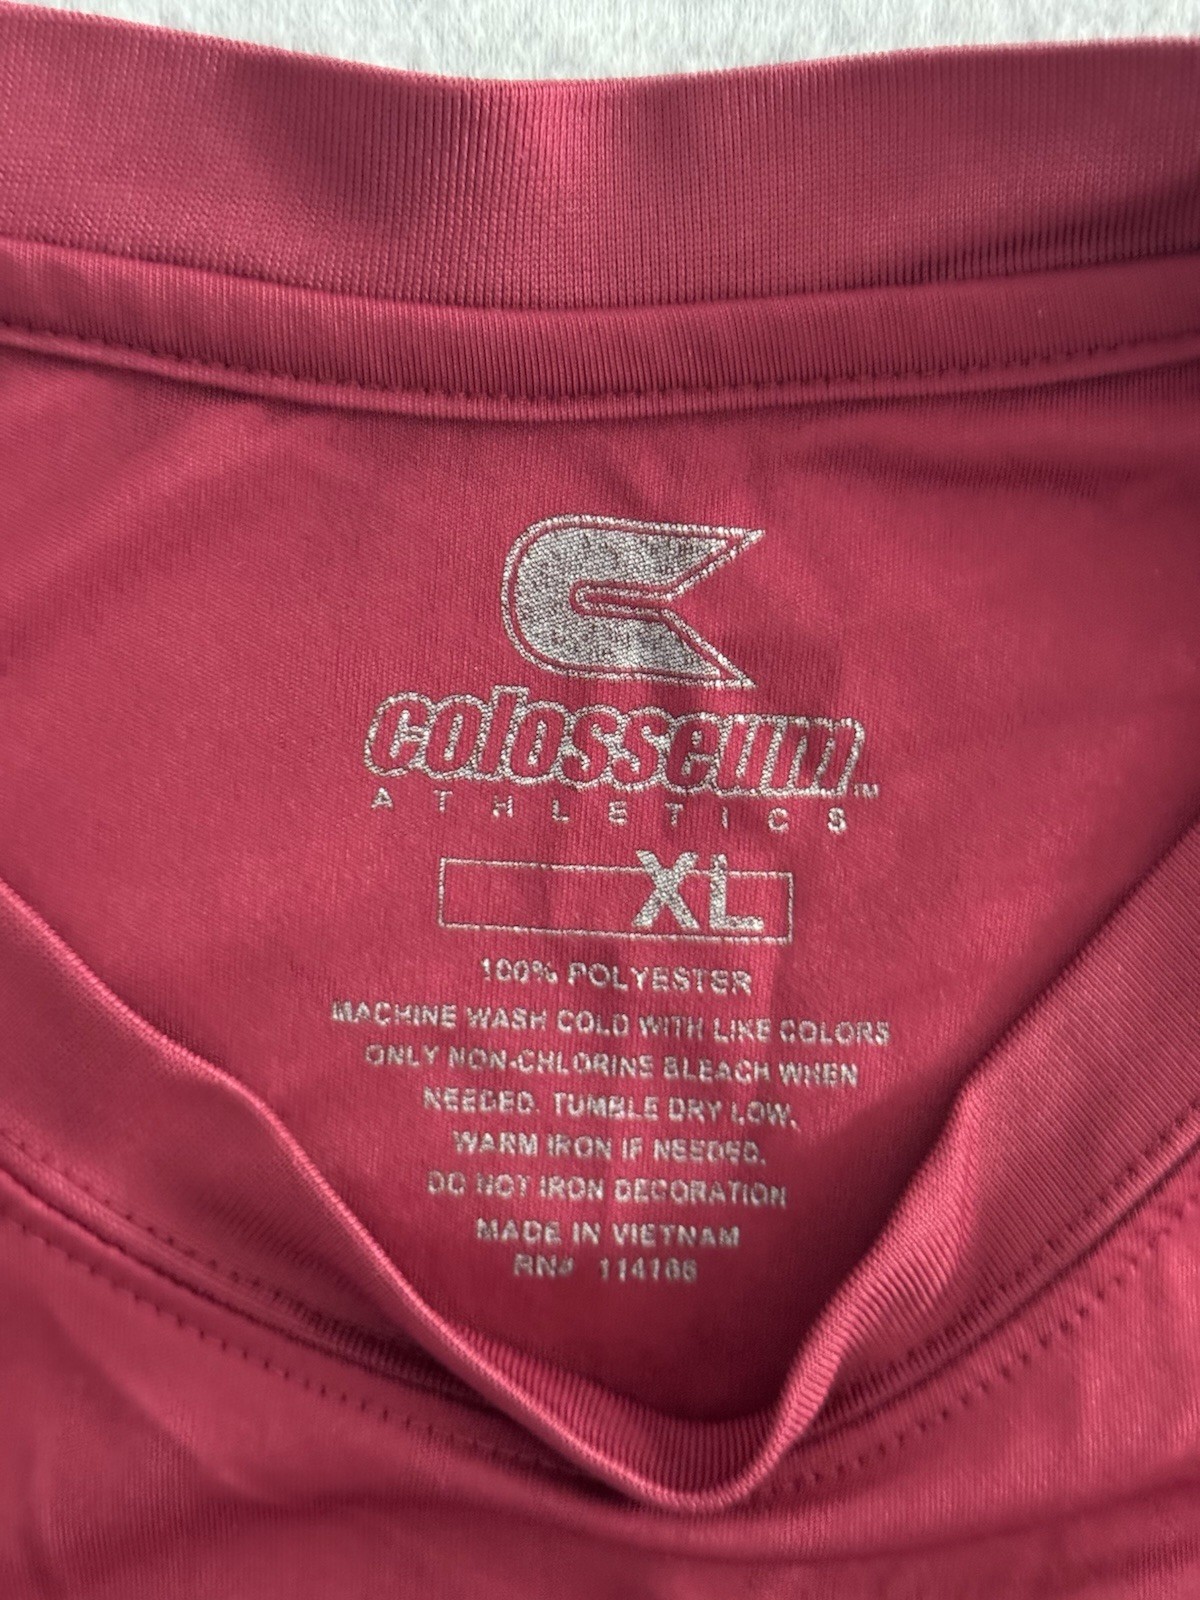 colosseum™
ATHLETICS
XL
100% POLYESTER
MACHINE WASH COLD WITH LIKE COLORS
ONLY NON-CHLORINE BLEACH WHEN
NEEDED. TUMBLE DRY LOW.
WARM IRON IF NEEDED.
DO NOT IRON DECORATION
MADE IN VIETNAM
RN# 114166